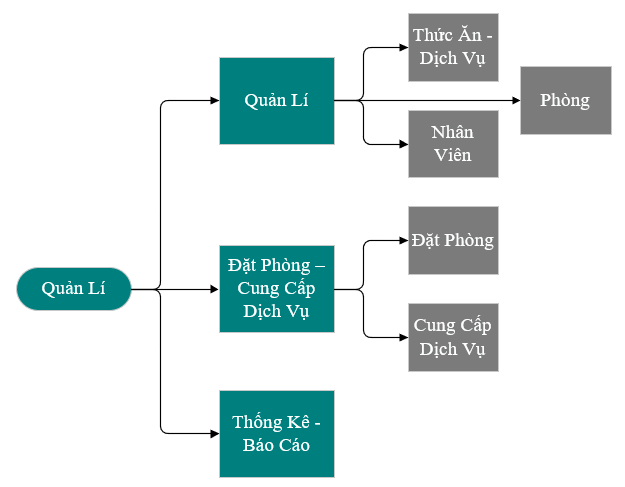 Quản Lí
Quản Lí
Thức Ăn -
Dịch Vụ
Phòng
Nhân
Viên
Đặt Phòng –
Cung Cấp
Dịch Vụ
Đặt Phòng
Cung Cấp
Dịch Vụ
Thống Kê -
Báo Cáo